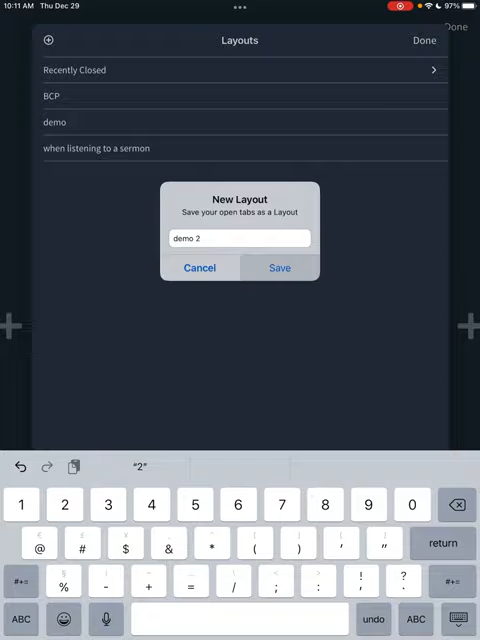 10:11 AM Thu Dec 29
97%
Done
Layouts
Done
Recently Closed
BCP
demo
when listening to a sermon
New Layout
Save your open tabs as a Layout
demo 2
Cancel
Save
“2”
1 2 3 4 5 6 7 8 9 0
€ £ ¥ _ ^ [ ] { }
@ # $ & * ( ) ' "
return
§ | ~ … \ < > ! ?
#+= % - + = / ; : , . #+=
ABC
undo
ABC